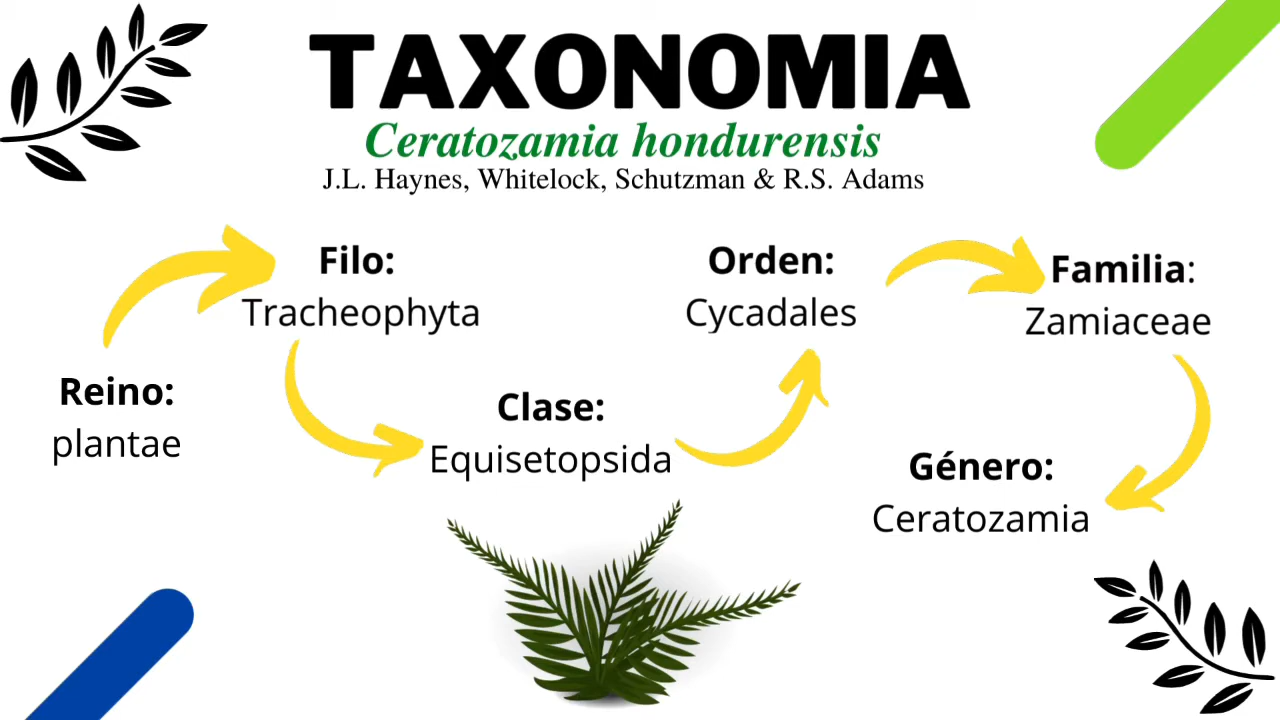 TAXONOMIA
Ceratozamia hondurensis
J.L. Haynes, Whitelock, Schutzman & R.S. Adams
Reino:
plantae
Filo:
Tracheophyta
Clase:
Equisetopsida
Orden:
Cycadales
Familia:
Zamiaceae
Género:
Ceratozamia